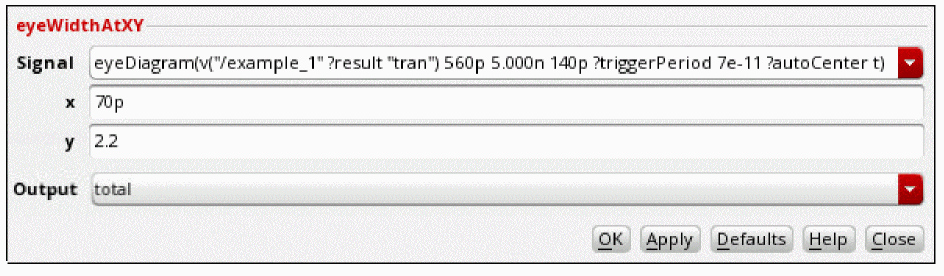 eyeWidthAtXY
Signal eyeDiagram(v("/example_1" ?result "tran") 560p 5.000n 140p ?triggerPeriod 7e-11 ?autoCenter t)
x 70p
y 2.2
Output total
OK Apply Defaults Help Close